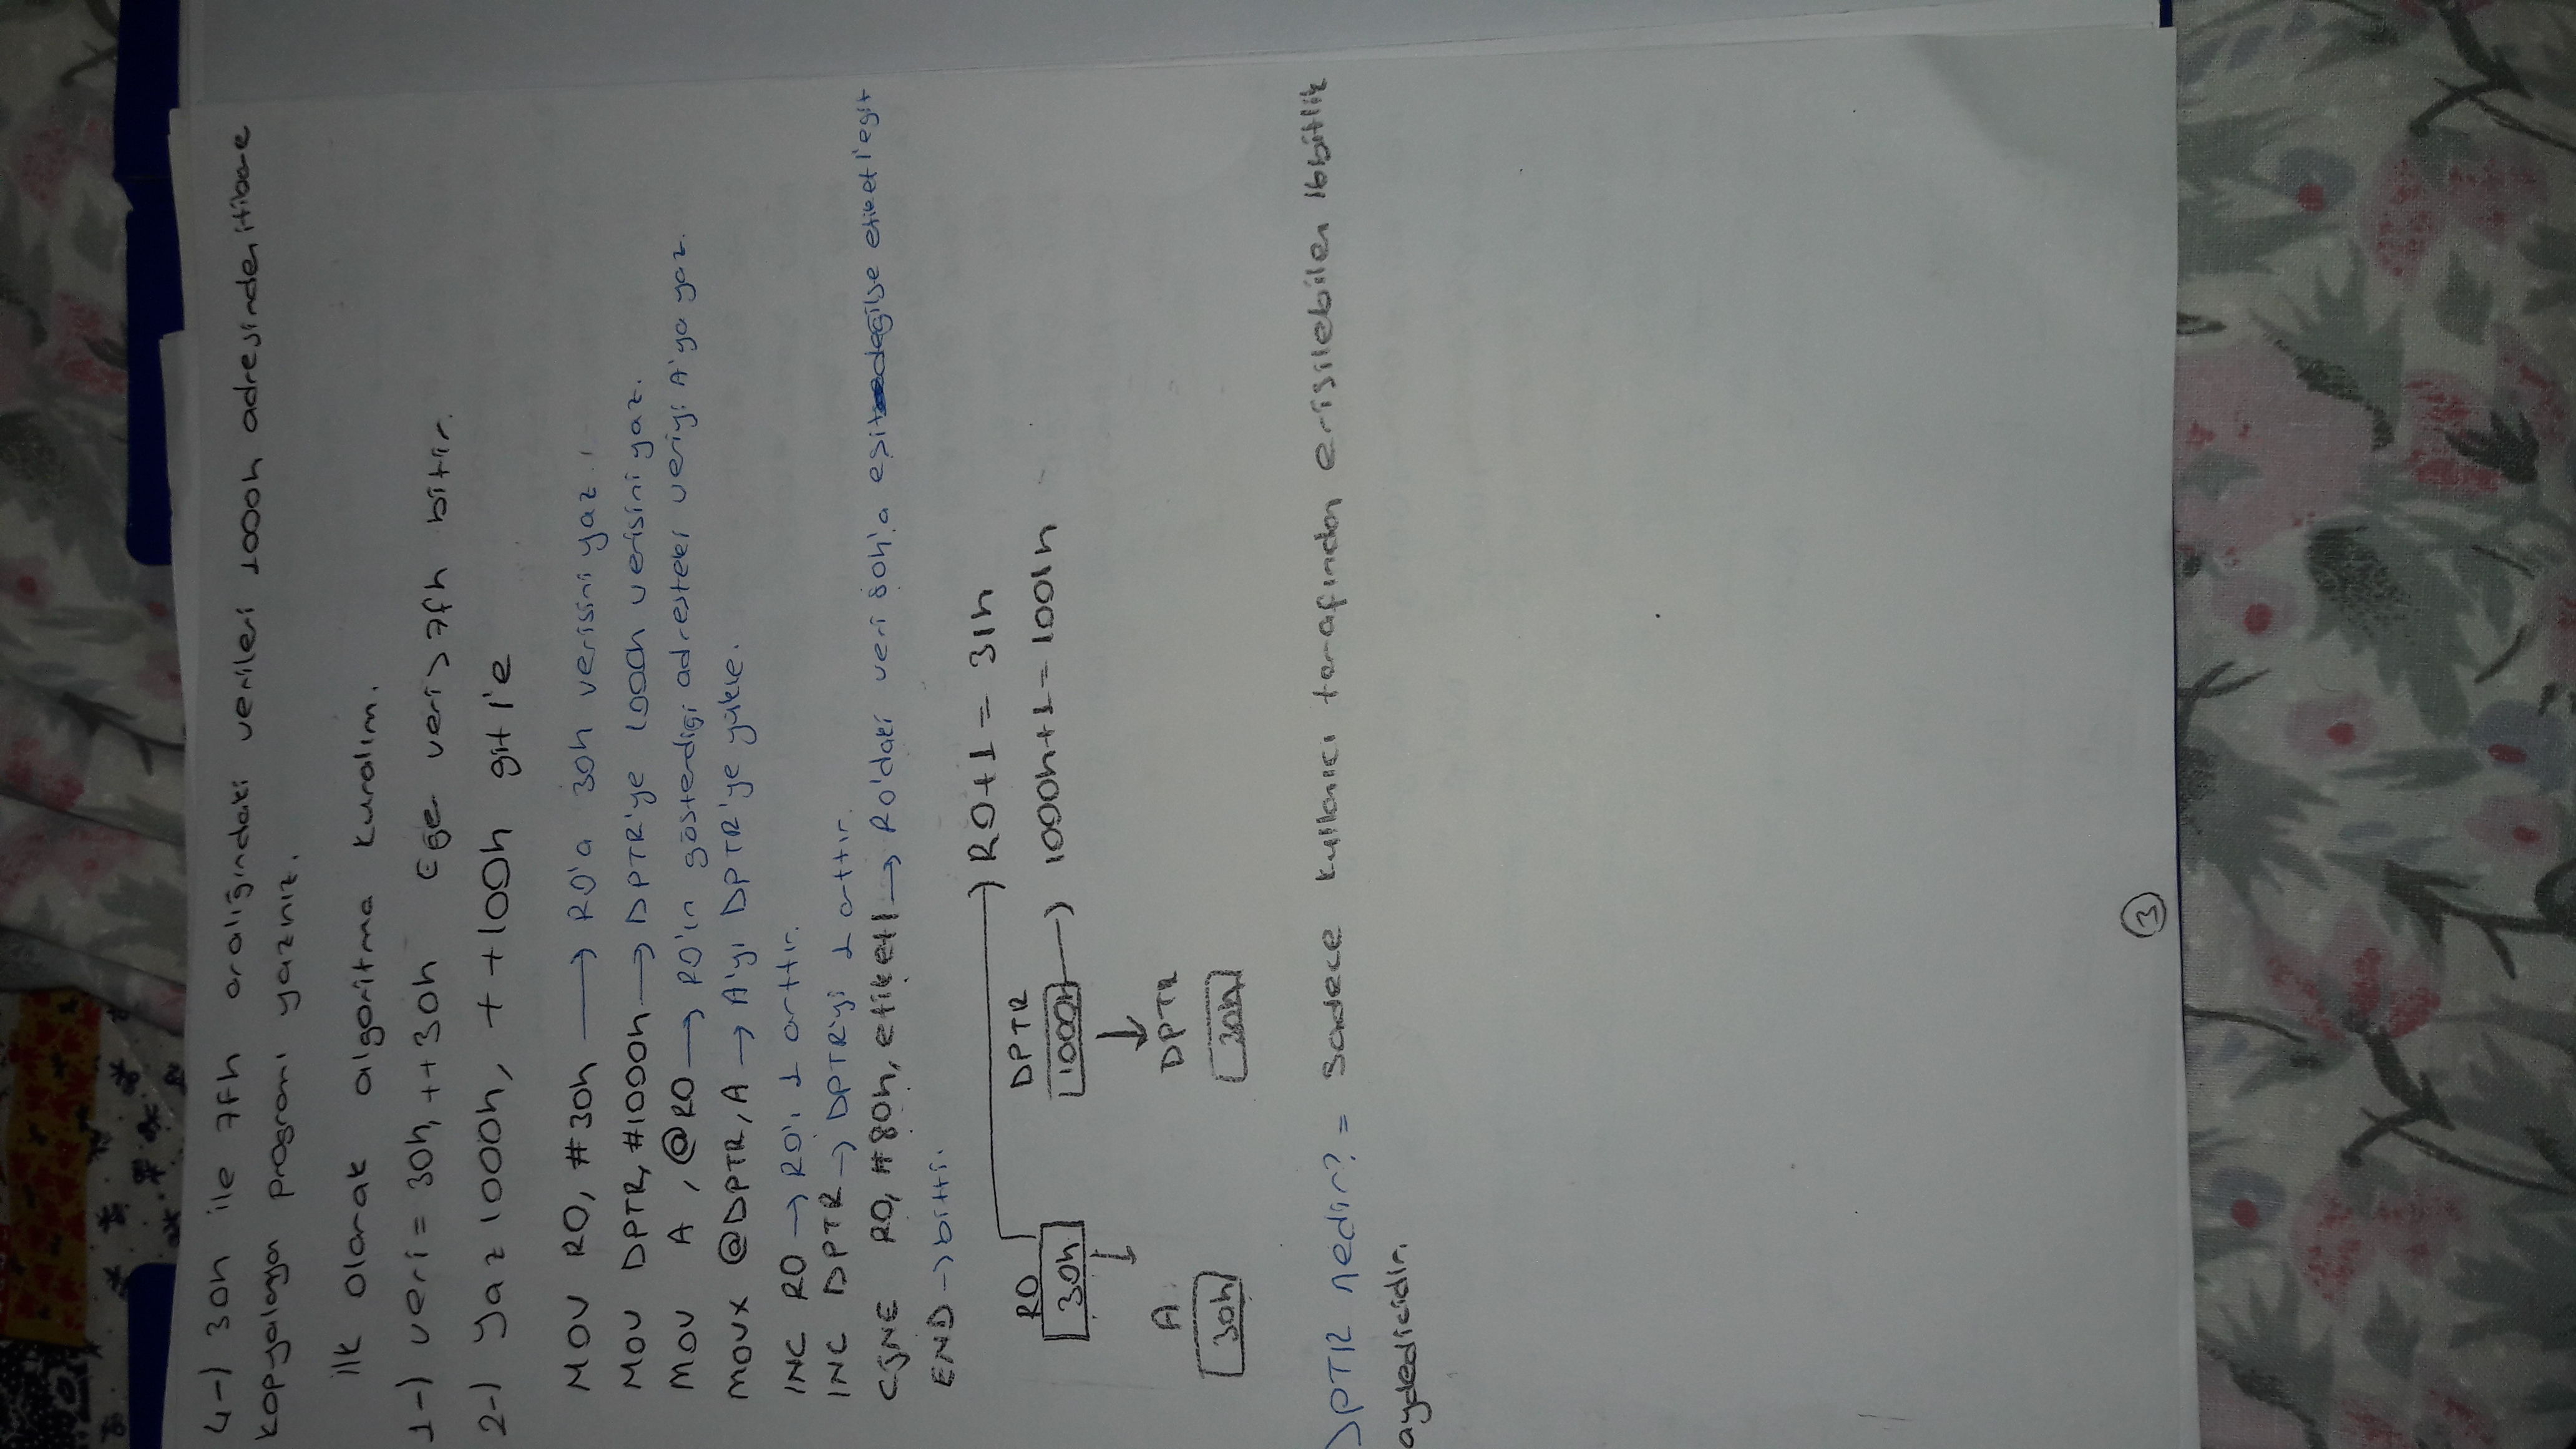 4-) 30h ile 7fh aralığındaki verileri 1000h adresinden itibare
kopyalayan programı yazınız.
İlk olarak algoritma kuralım.
1-) veri = 30h, ++30h Eğer veri > 7fh bitir.
2-) Yaz 1000h, ++100h git 1'e
MOV R0, #30h → R0'a 30h verisini yaz.
MOV DPTR, #1000h → DPTR'ye 1000h verisini yaz.
MOV A, @R0 → R0'ın gösterdiği adresteki veriyi A'ya yaz.
MOVX @DPTR, A → A'yı DPTR'ye yükle.
INC R0 → R0'ı 1 arttır.
INC DPTR → DPTR'yi 1 arttır.
CJNE R0, #80h, etiket1 → R0'daki veri 80h'a eşit değilse etiket1'e git
END → bitti.
R0+1 = 31h
R0 DPTR
30h 1000h → 1000h+1 = 1001h
A DPTR
30h 30h
DPTR nedir? = Sadece kullanıcı tarafından erişilebilen 16bitlik
aydedicidir.
3